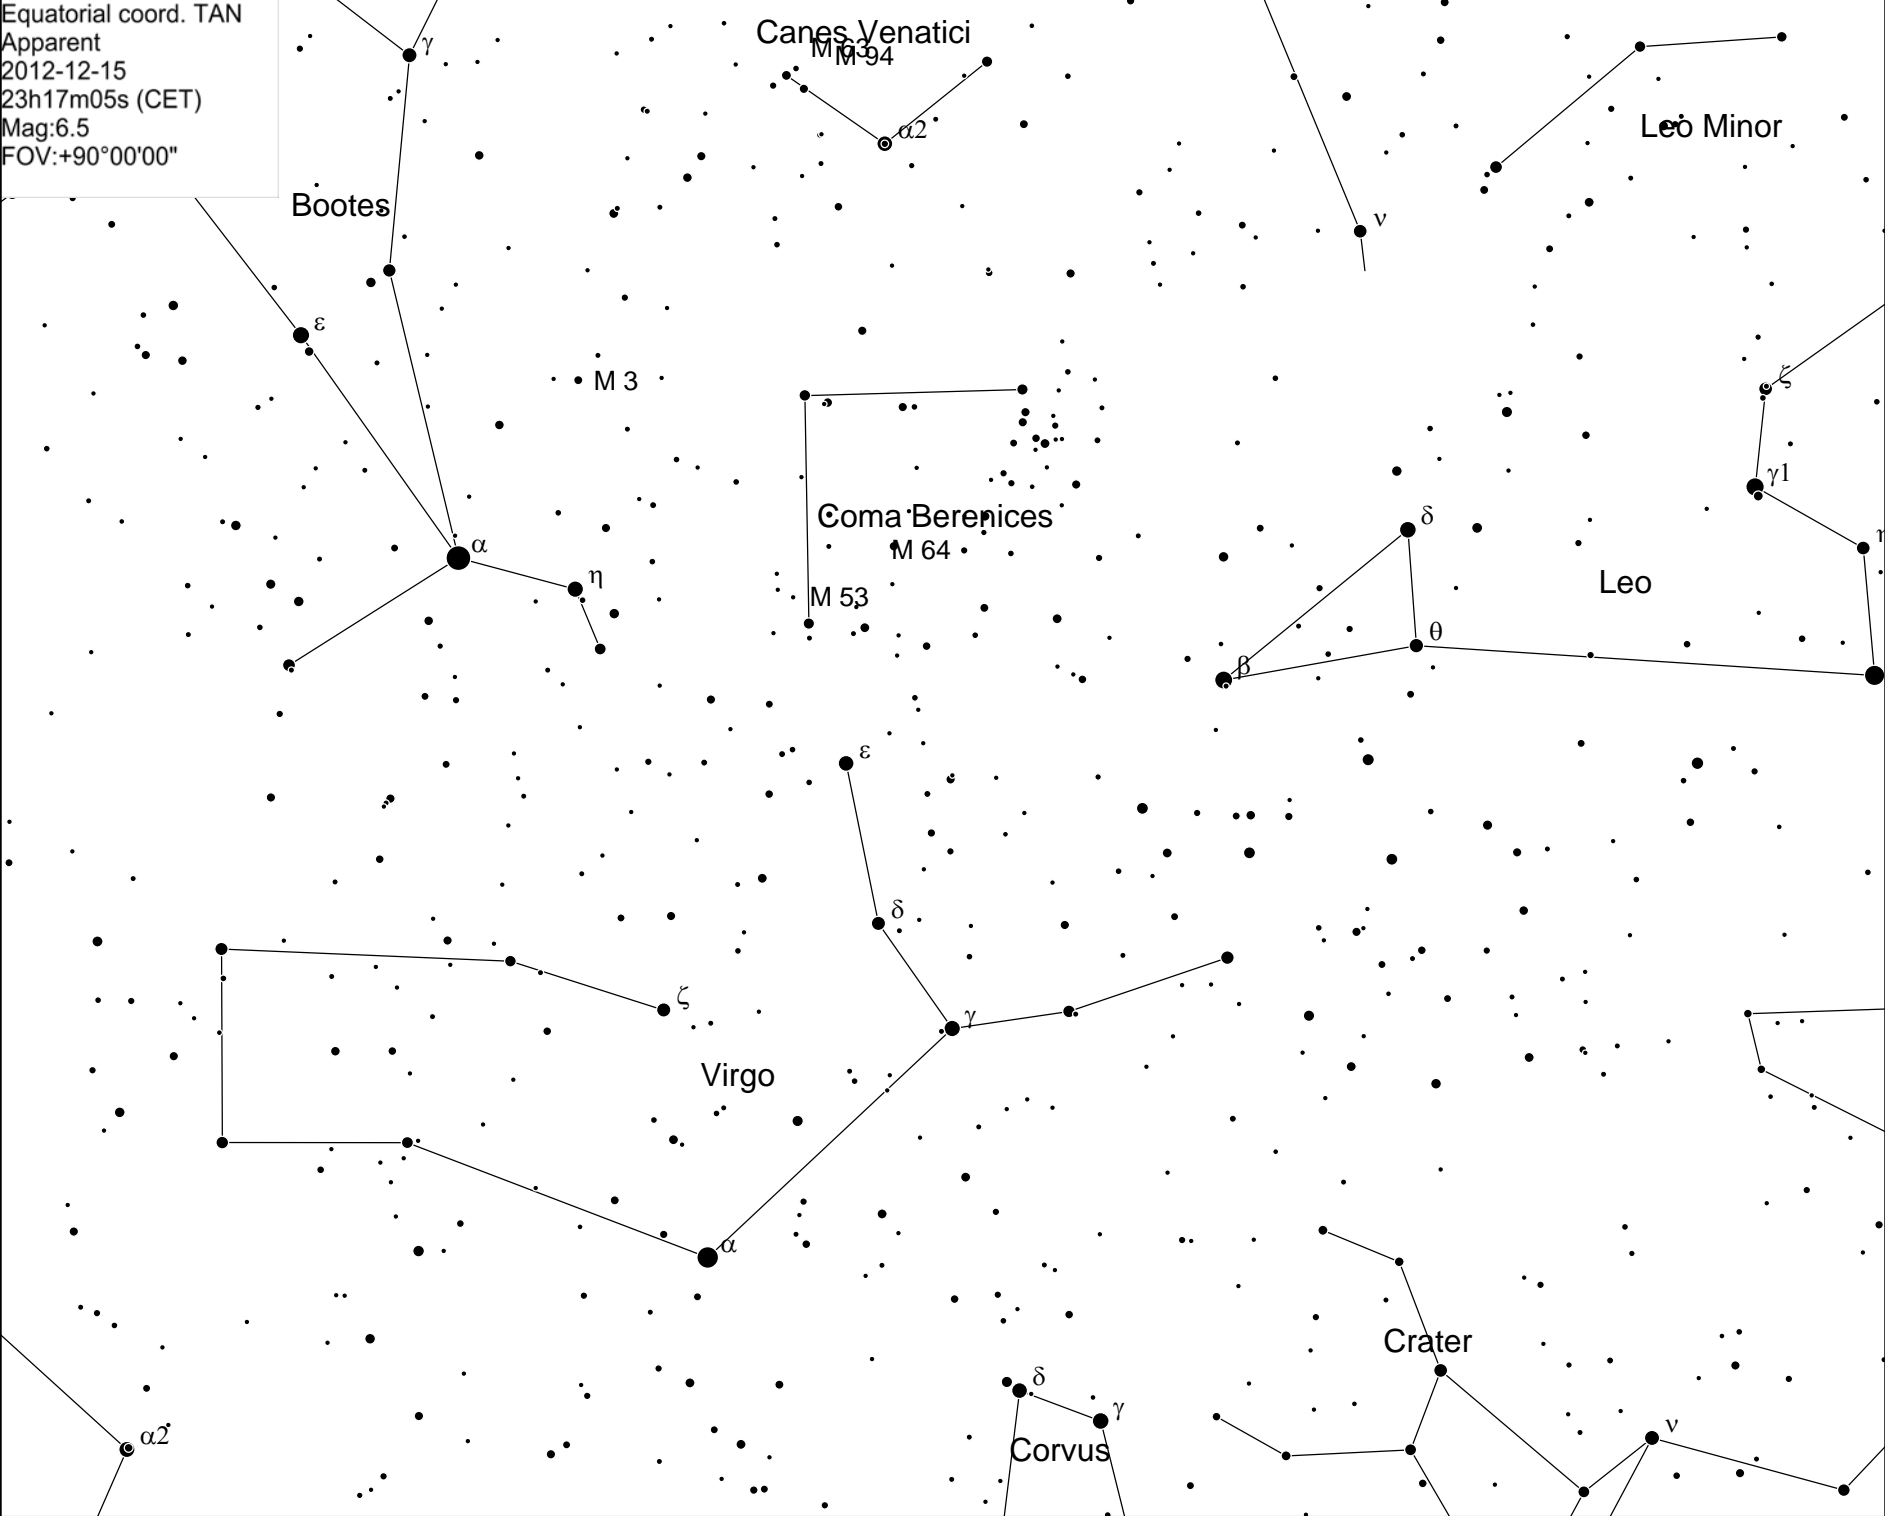 Equatorial coord. TAN
Apparent
2012-12-15
23h17m05s (CET)
Mag:6.5
FOV:+90°00'00"
γ
Canes Venatici
M 63
M 94
α2
Leo Minor
Bootes
ν
ε
M 3
ζ
γ1
Coma Berenices
δ
α
η
M 64
η
Leo
M 53
θ
β
ε
δ
ζ
γ
Virgo
α
Crater
δ
γ
ν
α2
Corvus